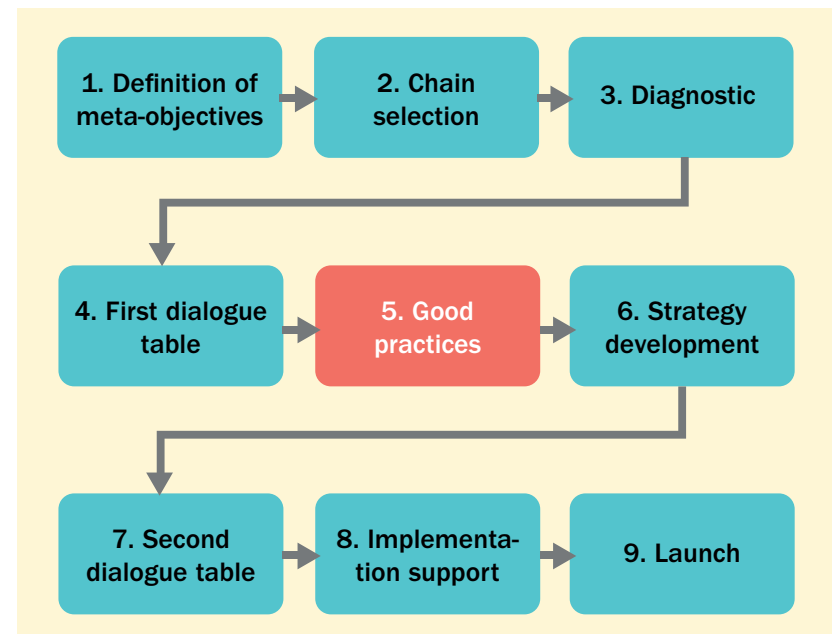 1. Definition of
meta-objectives
2. Chain
selection
3. Diagnostic
4. First dialogue
table
5. Good
practices
6. Strategy
development
7. Second
dialogue table
8. Implementa-
tion support
9. Launch